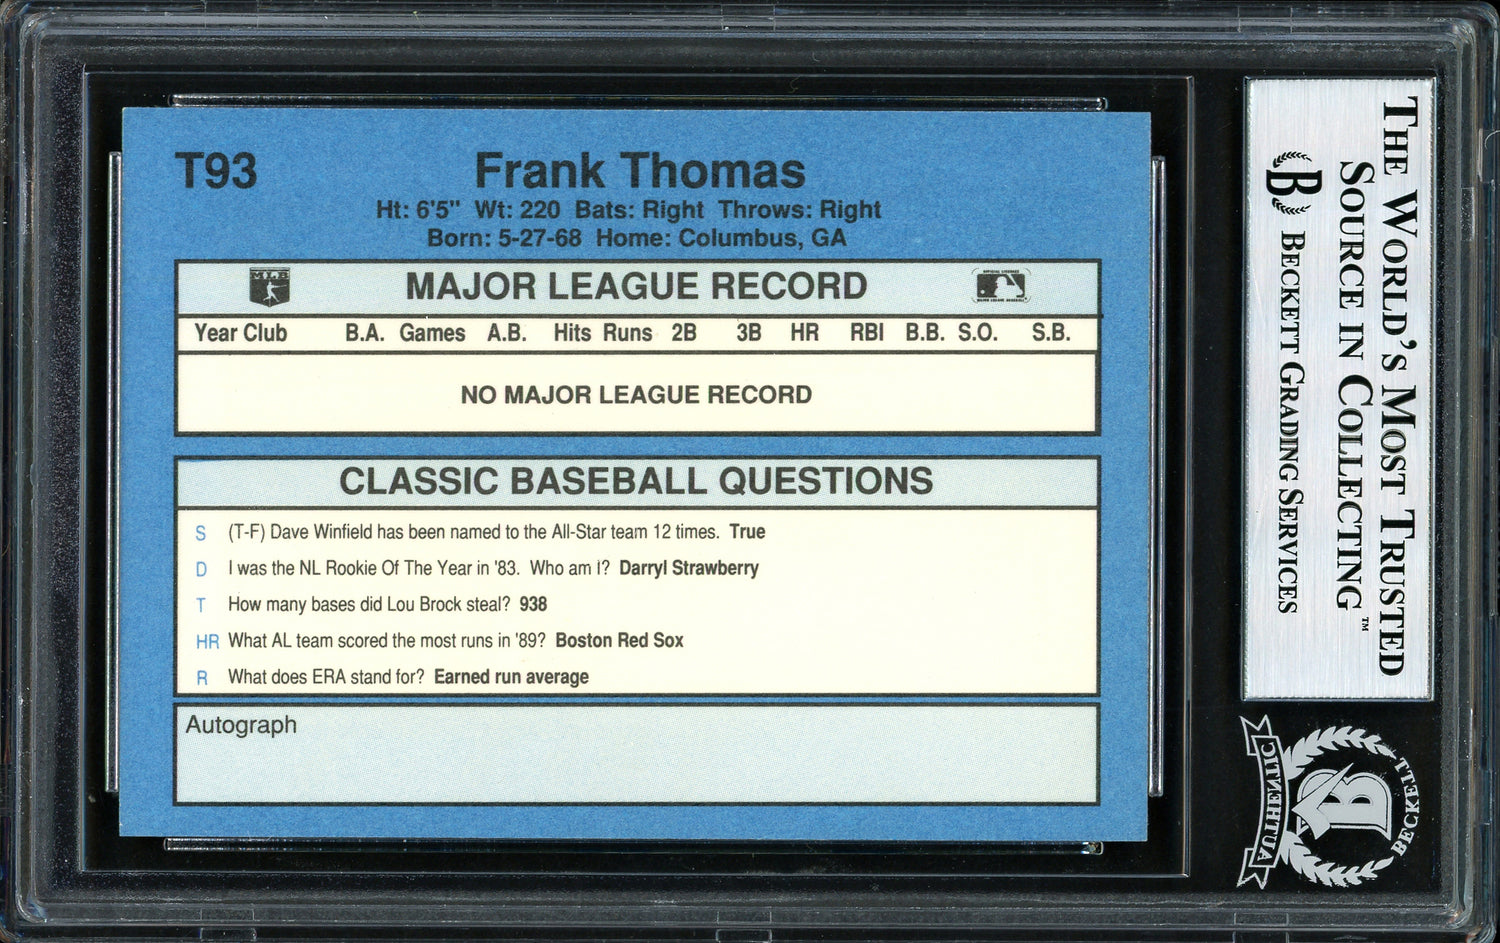 T93
Frank Thomas
Ht: 6'5" Wt: 220 Bats: Right Throws: Right
Born: 5-27-68 Home: Columbus, GA
MLB
MAJOR LEAGUE RECORD
Year Club B.A. Games A.B. Hits Runs 2B 3B HR RBI B.B. S.O. S.B.
NO MAJOR LEAGUE RECORD
CLASSIC BASEBALL QUESTIONS
S (T-F) Dave Winfield has been named to the All-Star team 12 times. True
D I was the NL Rookie Of The Year in '83. Who am I? Darryl Strawberry
T How many bases did Lou Brock steal? 938
HR What AL team scored the most runs in '89? Boston Red Sox
R What does ERA stand for? Earned run average
Autograph
THE WORLD'S MOST TRUSTED
SOURCE IN COLLECTING™
B BECKETT GRADING SERVICES
BECKETT
B
AUTHENTIC